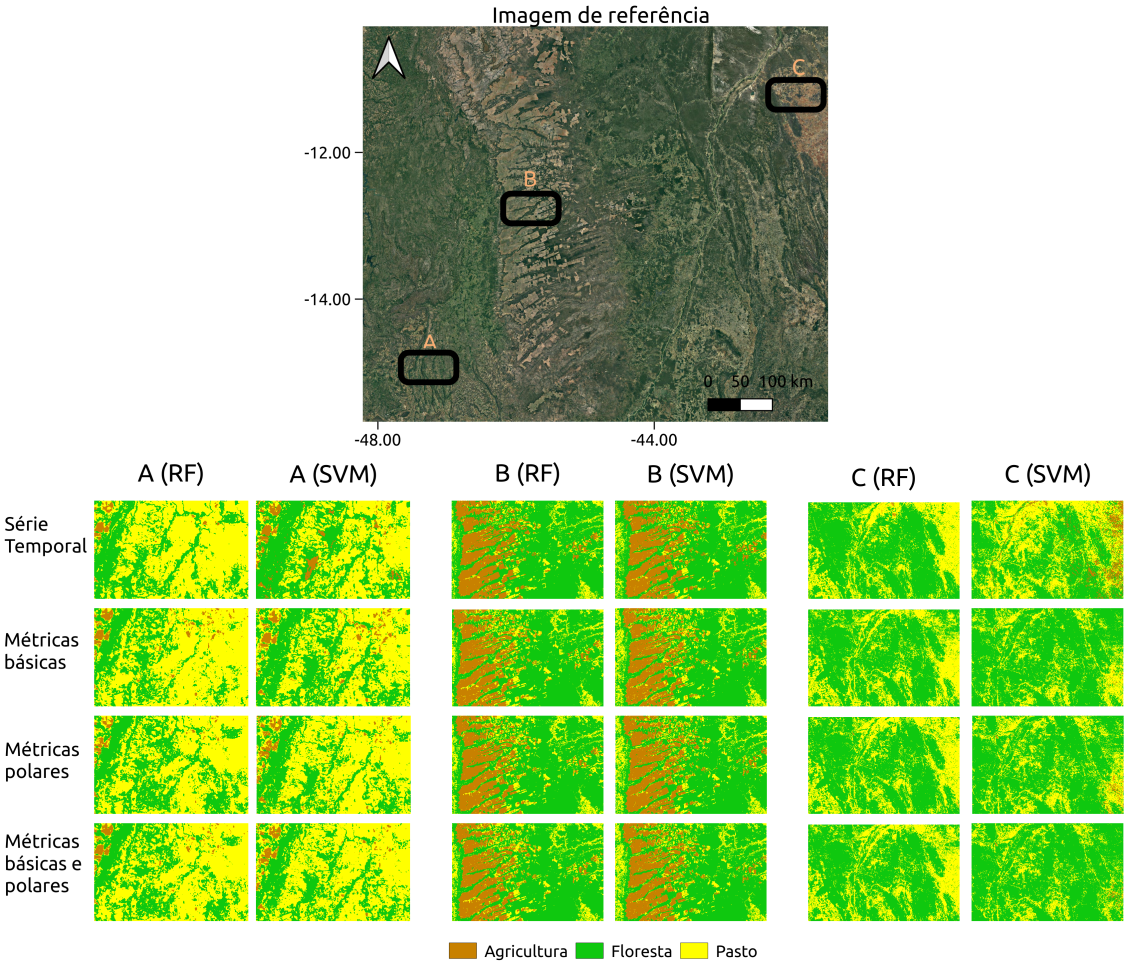 Imagem de referência
C
-12.00
B
-14.00
A
0 50 100 km
-48.00 -44.00
A (RF) A (SVM) B (RF) B (SVM) C (RF) C (SVM)
Série
Temporal
Métricas
básicas
Métricas
polares
Métricas
básicas e
polares
Agricultura Floresta Pasto